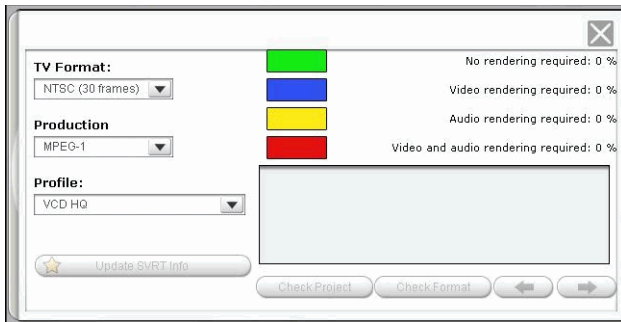 TV Format:
NTSC (30 frames)
Production
MPEG-1
Profile:
VCD HQ
Update SVRT Info
No rendering required: 0 %
Video rendering required: 0 %
Audio rendering required: 0 %
Video and audio rendering required: 0 %
Check Project
Check Format